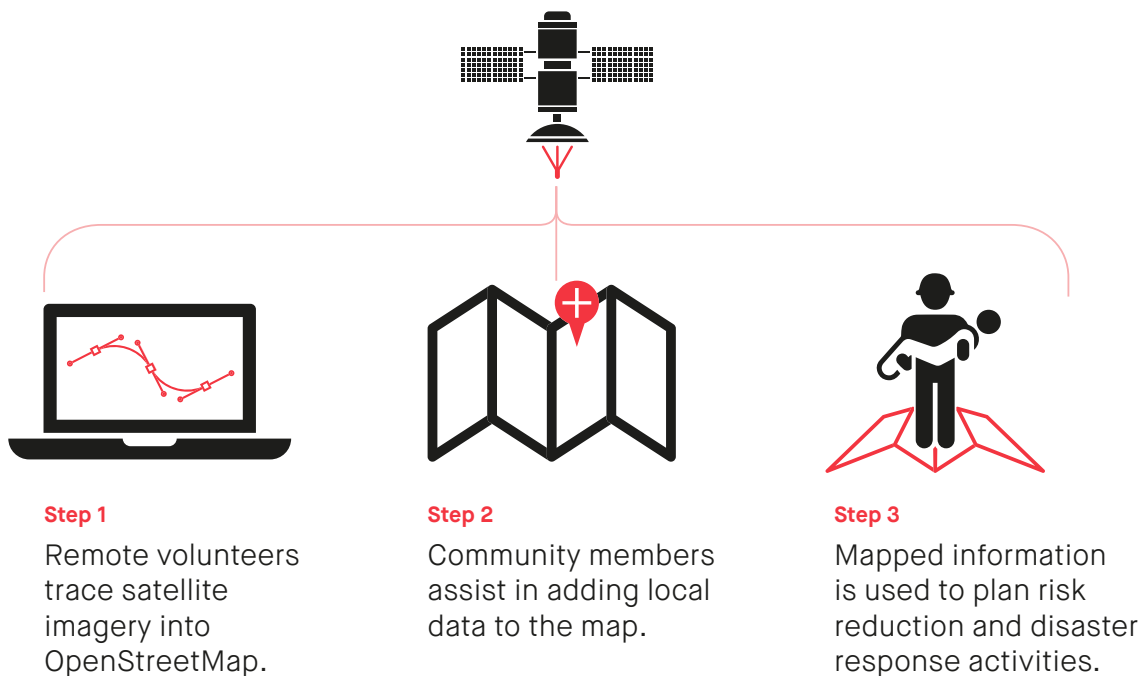 Step 1
Remote volunteers
trace satellite
imagery into
OpenStreetMap.
Step 2
Community members
assist in adding local
data to the map.
Step 3
Mapped information
is used to plan risk
reduction and disaster
response activities.